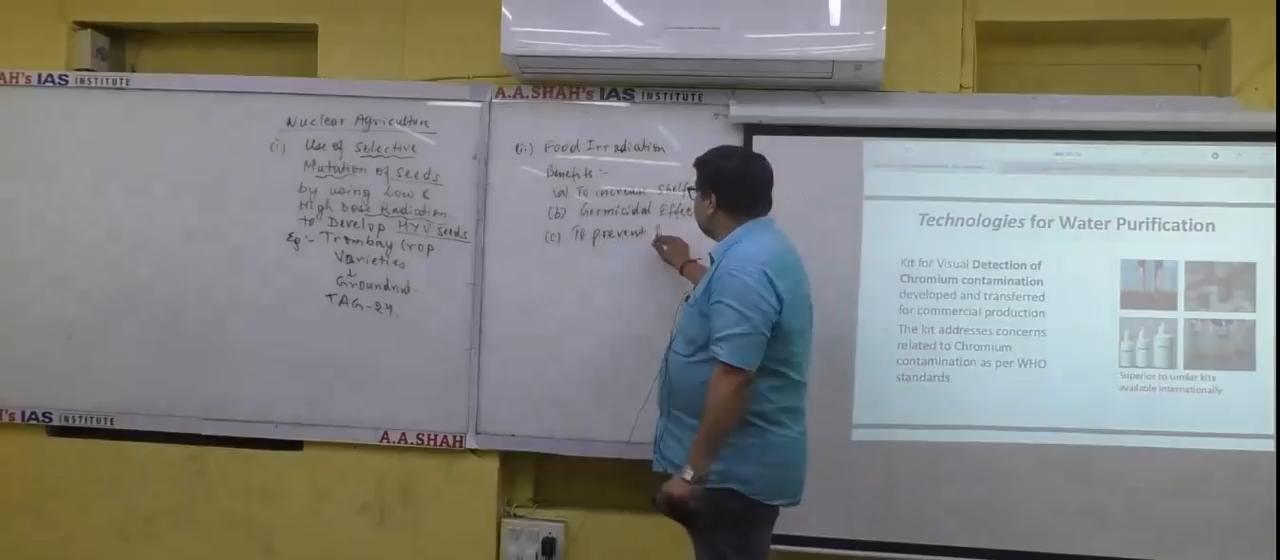 AH's IAS INSTITUTE
A.A.SHAH's IAS INSTITUTE
Nuclear Agriculture
(i) Use of Selective
Mutation of Seeds
by using Low &
High Dose Radiation
to Develop HYV Seeds
Eg:- Trombay Crop
Varieties
Groundnut
TAG-24.
(ii) Food Irradiation
Benefits :-
(a) To increase Shelf
(b) Germicidal Effec
(c) To prevent
Technologies for Water Purification
Kit for Visual Detection of
Chromium contamination
developed and transferred
for commercial production
The kit addresses concerns
related to Chromium
contamination as per WHO
standards
Superior to similar kits
available internationally
's IAS INSTITUTE
A.A.SHAH